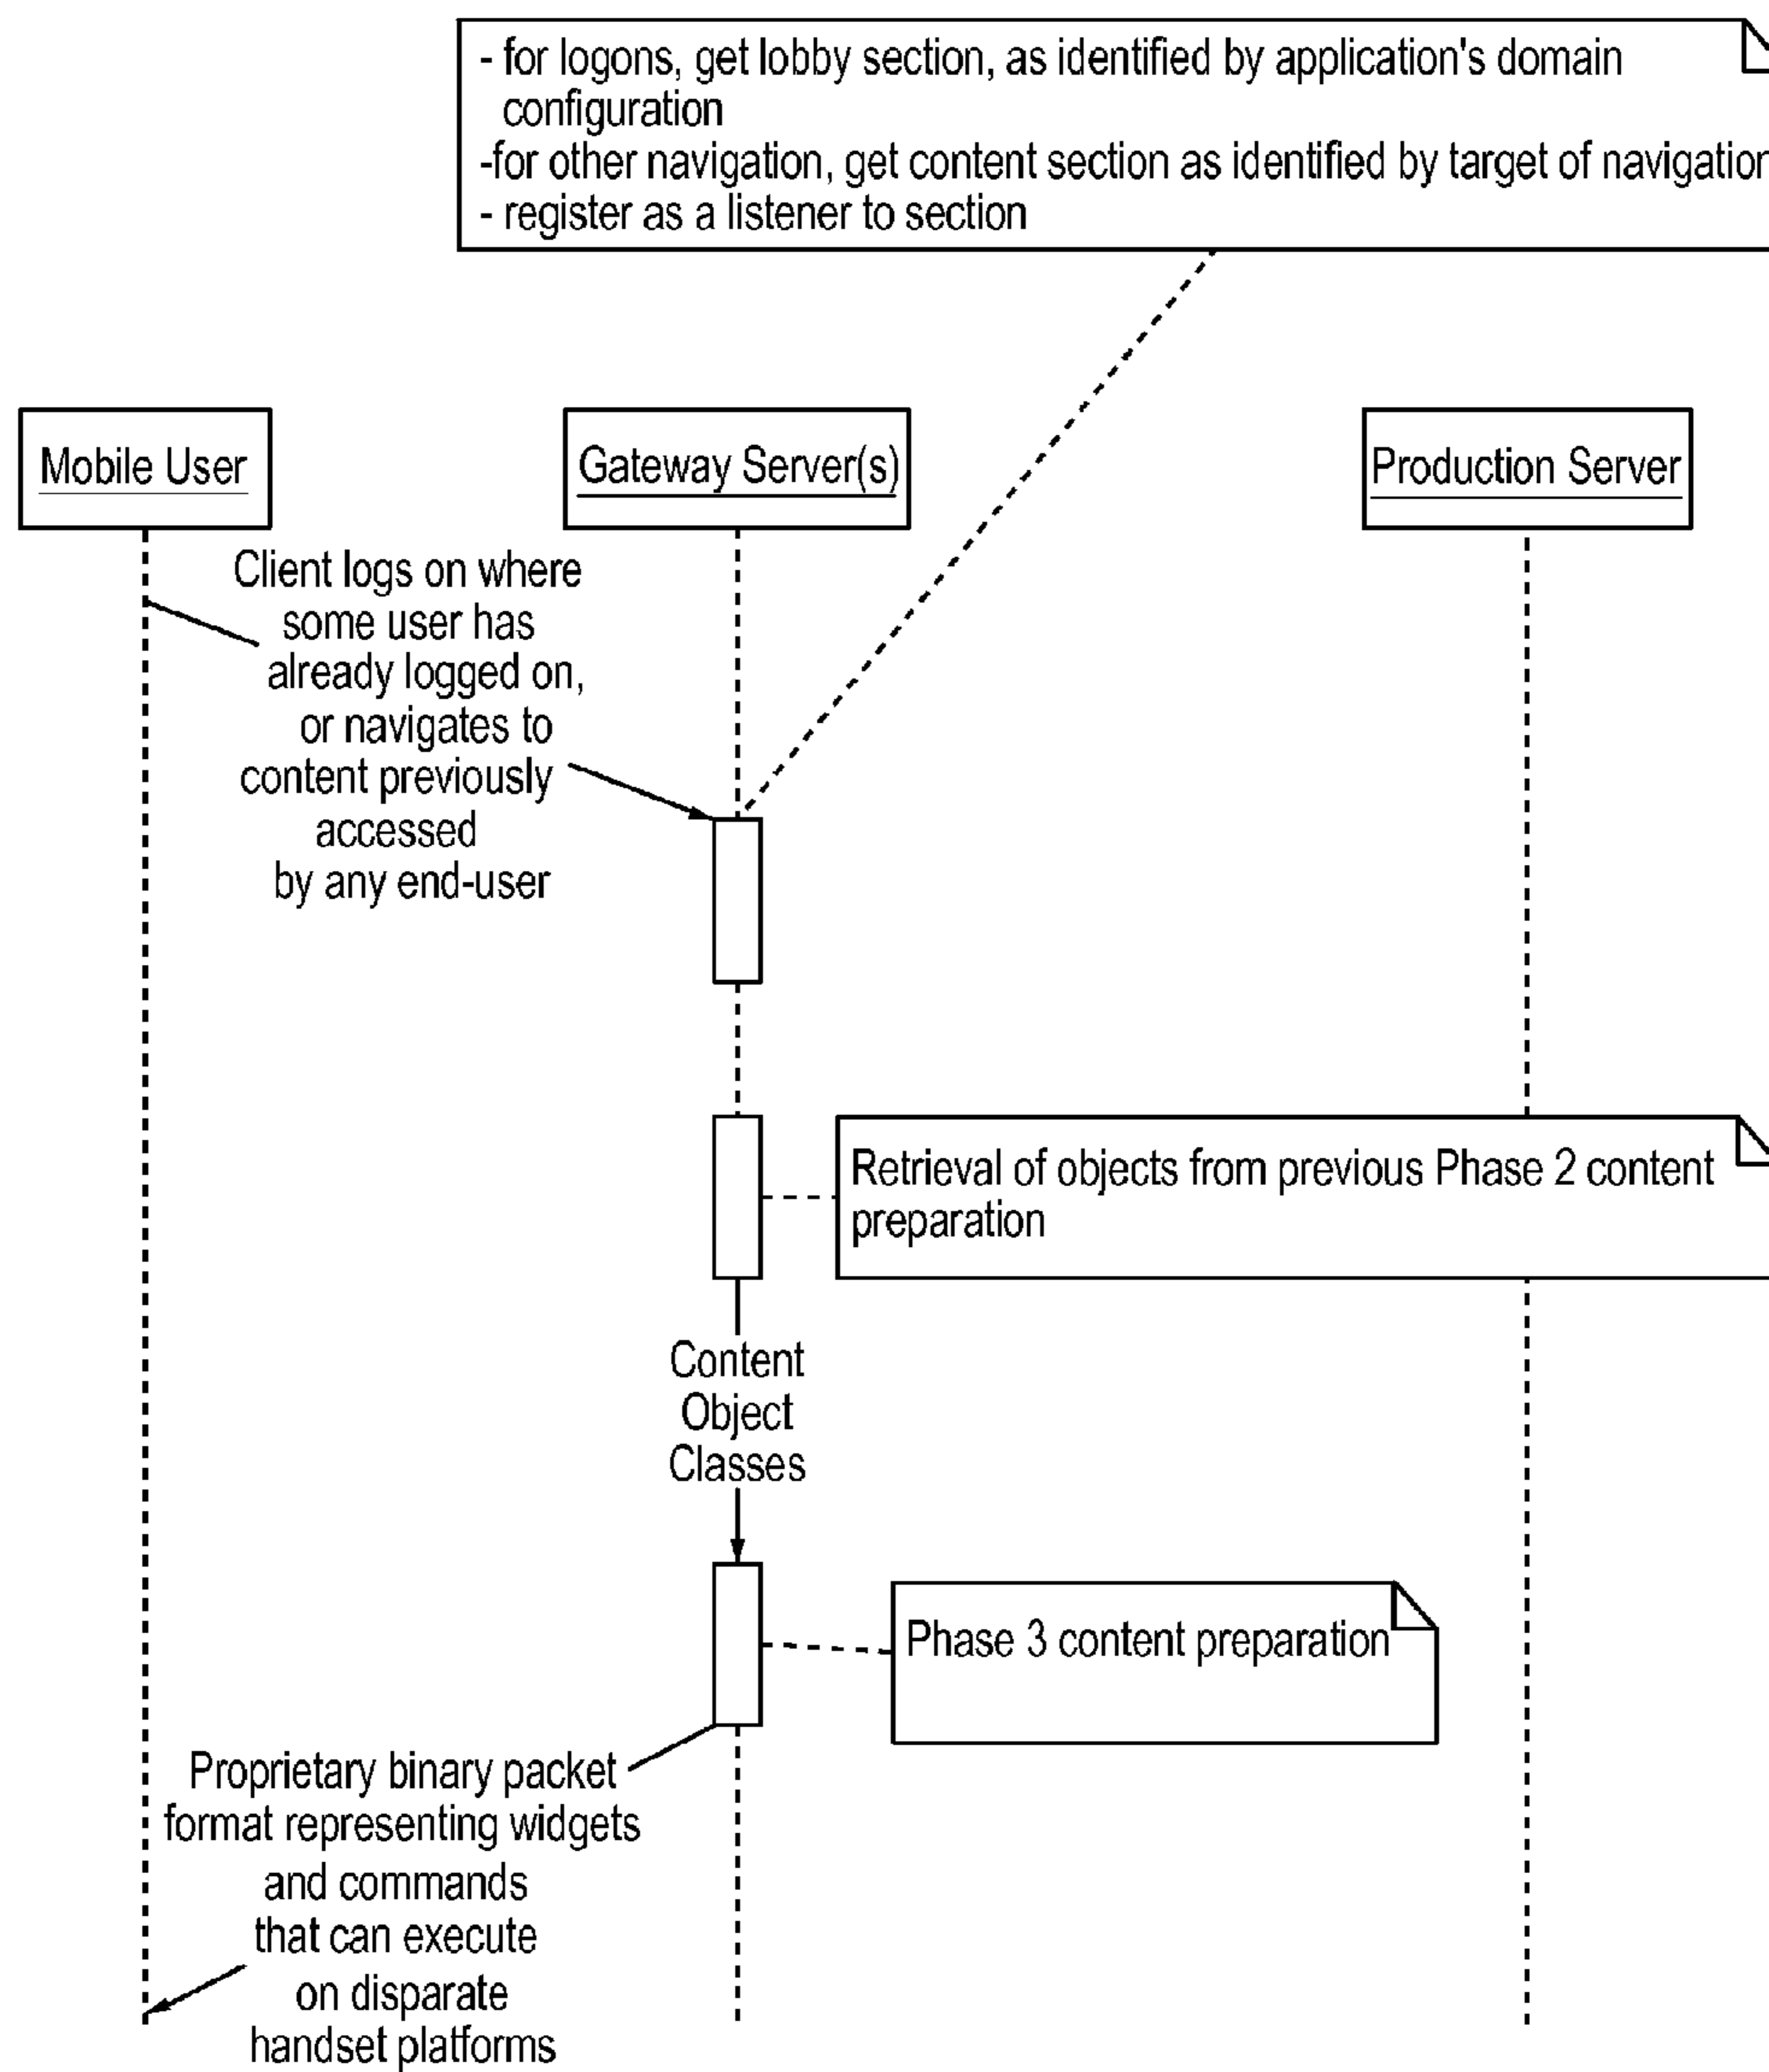 - for logons, get lobby section, as identified by application's domain
configuration
-for other navigation, get content section as identified by target of navigation
- register as a listener to section
Mobile User
Gateway Server(s)
Production Server
Client logs on where
some user has
already logged on,
or navigates to
content previously
accessed
by any end-user
Retrieval of objects from previous Phase 2 content
preparation
Content
Object
Classes
Phase 3 content preparation
Proprietary binary packet
format representing widgets
and commands
that can execute
on disparate
handset platforms